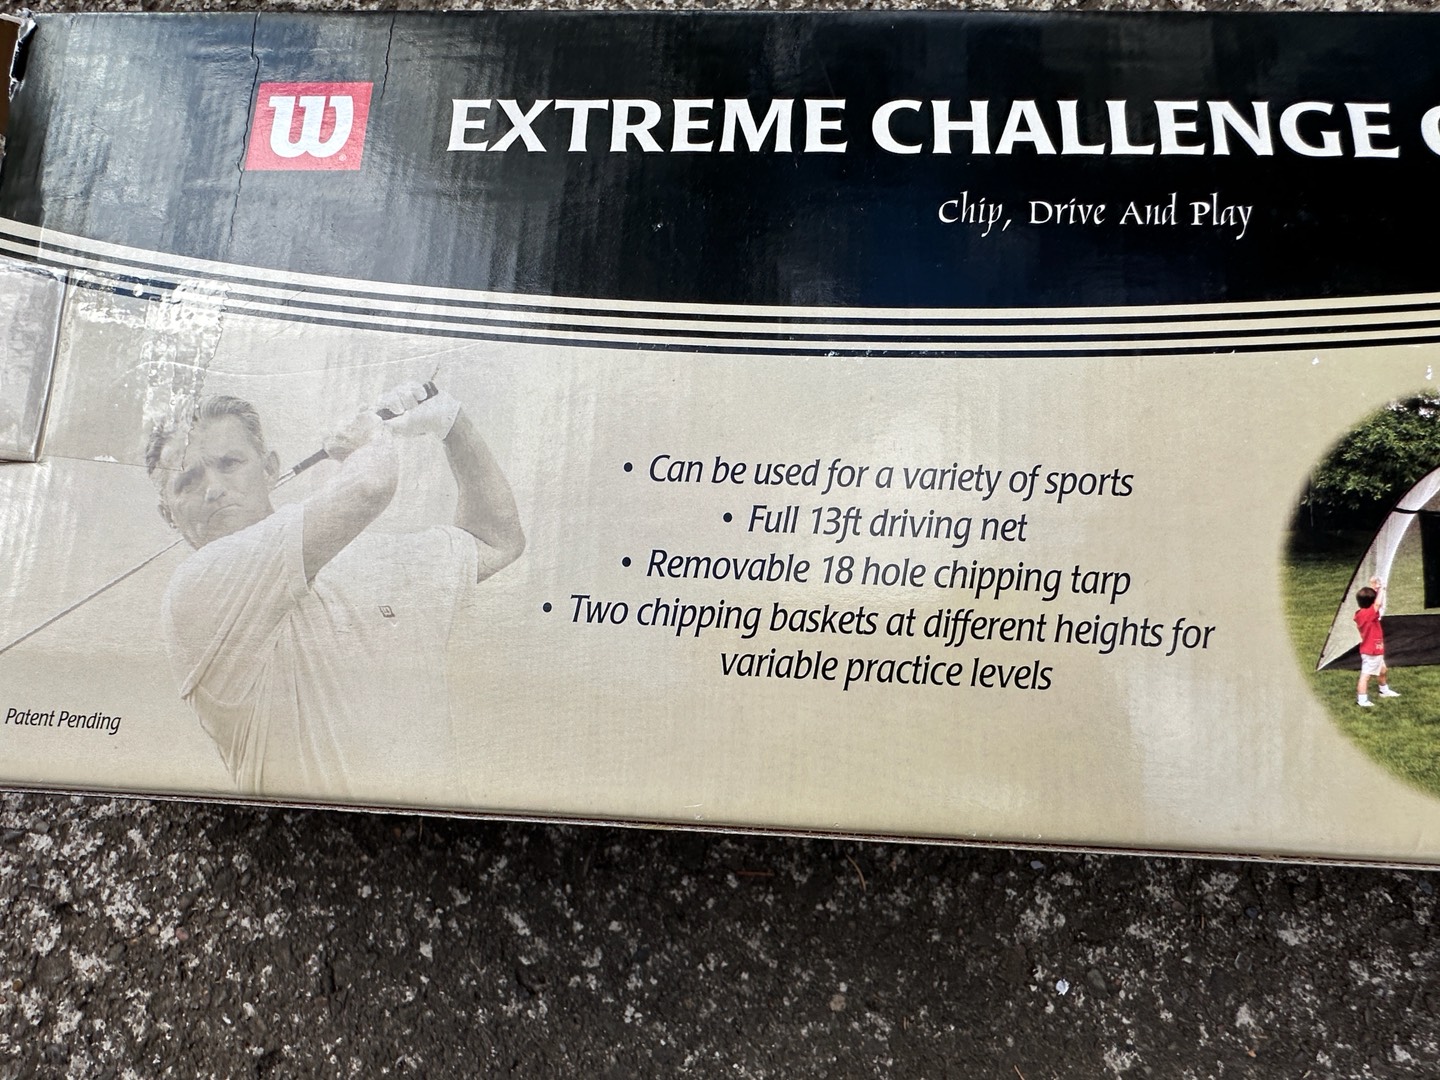 W
EXTREME CHALLENGE
Chip, Drive And Play
• Can be used for a variety of sports
• Full 13ft driving net
• Removable 18 hole chipping tarp
• Two chipping baskets at different heights for
variable practice levels
Patent Pending